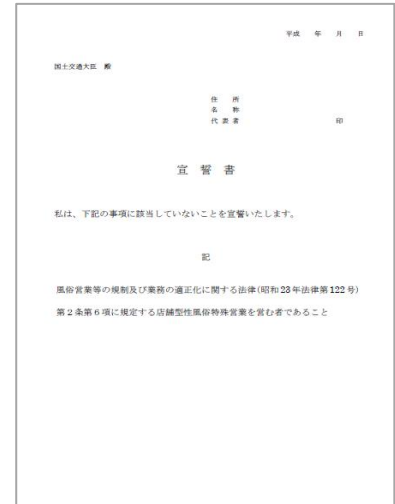 平成　年　月　日
国土交通大臣　殿
住　所
名　称
代 表 者　印
宣　誓　書
私は、下記の事項に該当していないことを宣誓いたします。
記
風俗営業等の規制及び業務の適正化に関する法律(昭和 23 年法律第 122 号)
第２条第６項に規定する店舗型性風俗特殊営業を営む者であること